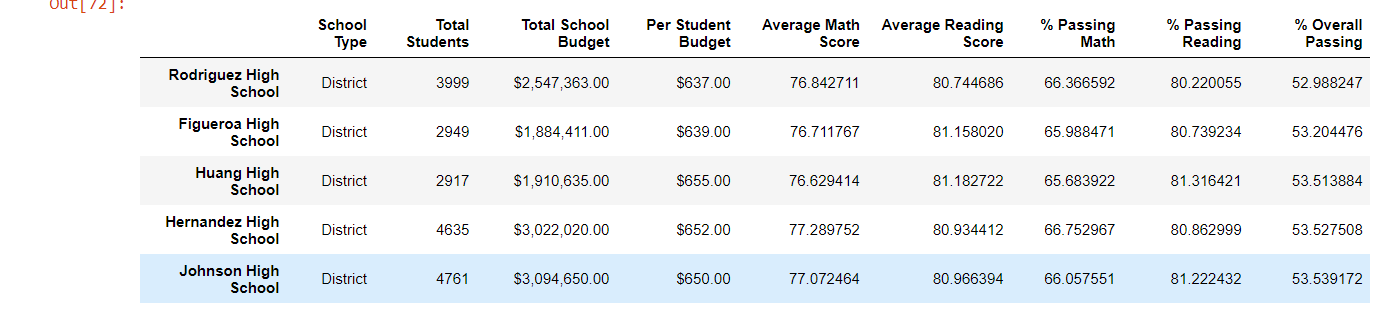 Out[72]:
School Type Total Students Total School Budget Per Student Budget Average Math Score Average Reading Score % Passing Math % Passing Reading % Overall Passing
Rodriguez High School District 3999 $2,547,363.00 $637.00 76.842711 80.744686 66.366592 80.220055 52.988247
Figueroa High School District 2949 $1,884,411.00 $639.00 76.711767 81.158020 65.988471 80.739234 53.204476
Huang High School District 2917 $1,910,635.00 $655.00 76.629414 81.182722 65.683922 81.316421 53.513884
Hernandez High School District 4635 $3,022,020.00 $652.00 77.289752 80.934412 66.752967 80.862999 53.527508
Johnson High School District 4761 $3,094,650.00 $650.00 77.072464 80.966394 66.057551 81.222432 53.539172